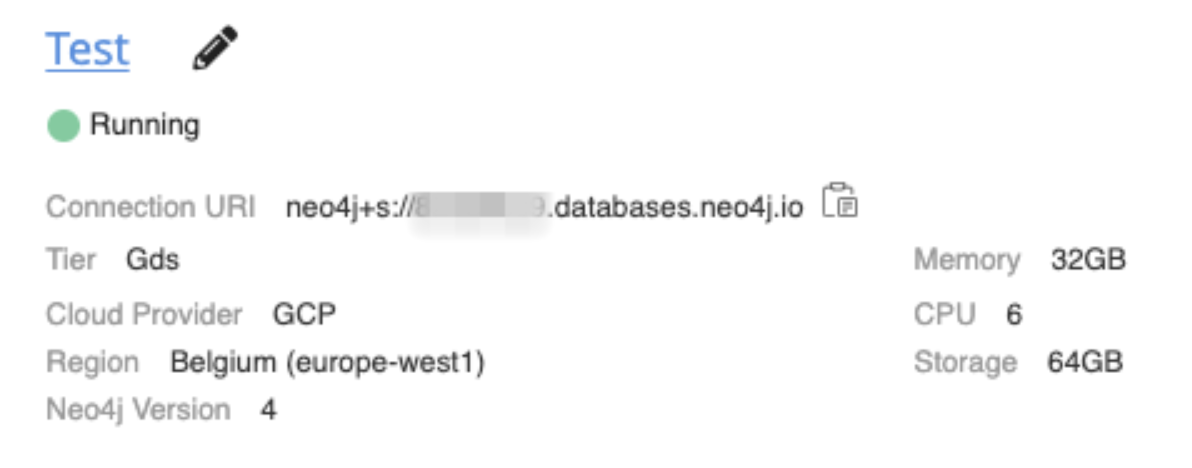 Test
Running
Connection URI neo4j+s://.databases.neo4j.io
Tier Gds
Memory 32GB
Cloud Provider GCP
CPU 6
Region Belgium (europe-west1)
Storage 64GB
Neo4j Version 4